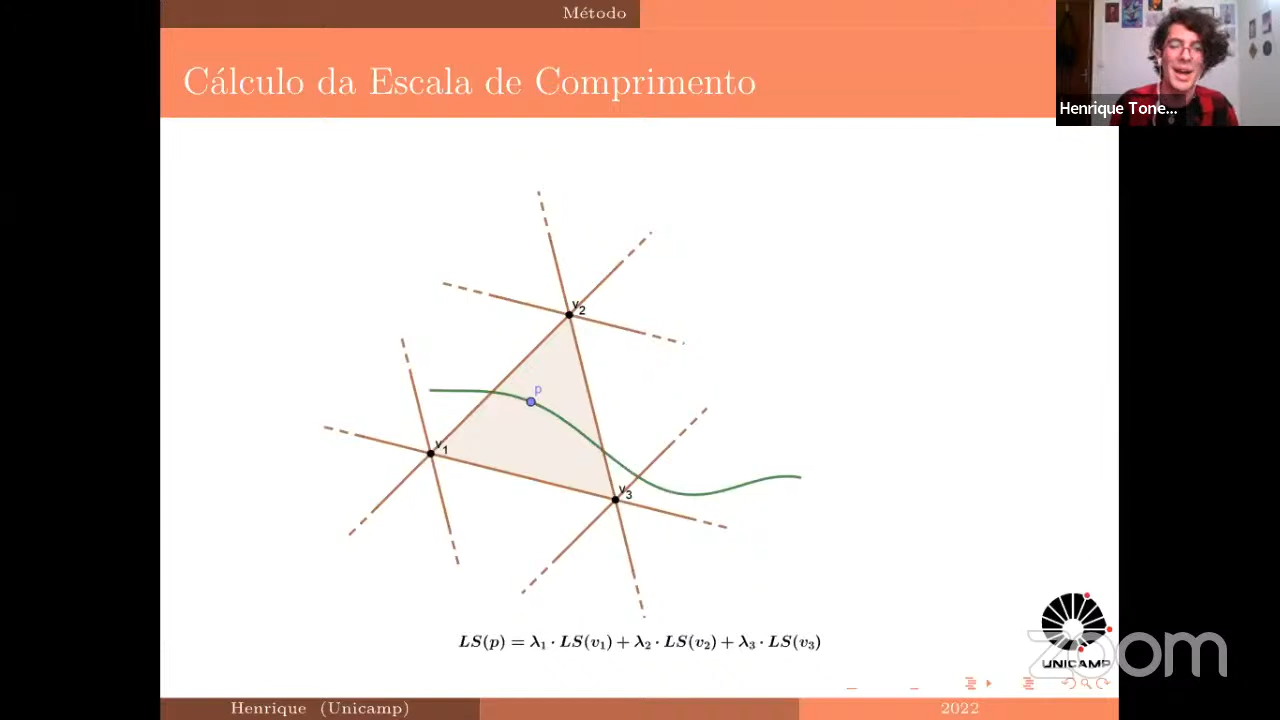 Método
Cálculo da Escala de Comprimento
Henrique Tone...
v2
p
v1
v3
LS(p) = λ1 · LS(v1) + λ2 · LS(v2) + λ3 · LS(v3)
UNICAMP
zoom
Henrique (Unicamp)
2022